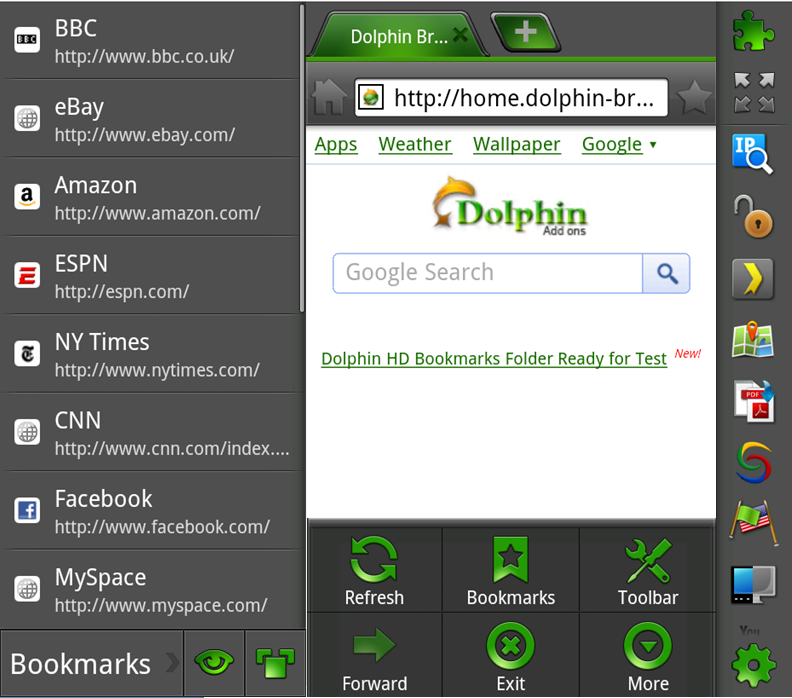 BBC
http://www.bbc.co.uk/
eBay
http://www.ebay.com/
Amazon
http://www.amazon.com/
ESPN
http://espn.com/
NY Times
http://www.nytimes.com/
CNN
http://www.cnn.com/index....
Facebook
http://www.facebook.com/
MySpace
http://www.myspace.com/
Bookmarks
Dolphin Br...
http://home.dolphin-br...
Apps Weather Wallpaper Google
Dolphin
Add ons
Google Search
Dolphin HD Bookmarks Folder Ready for Test New!
Refresh Bookmarks Toolbar
Forward Exit More
IP
PDF
You